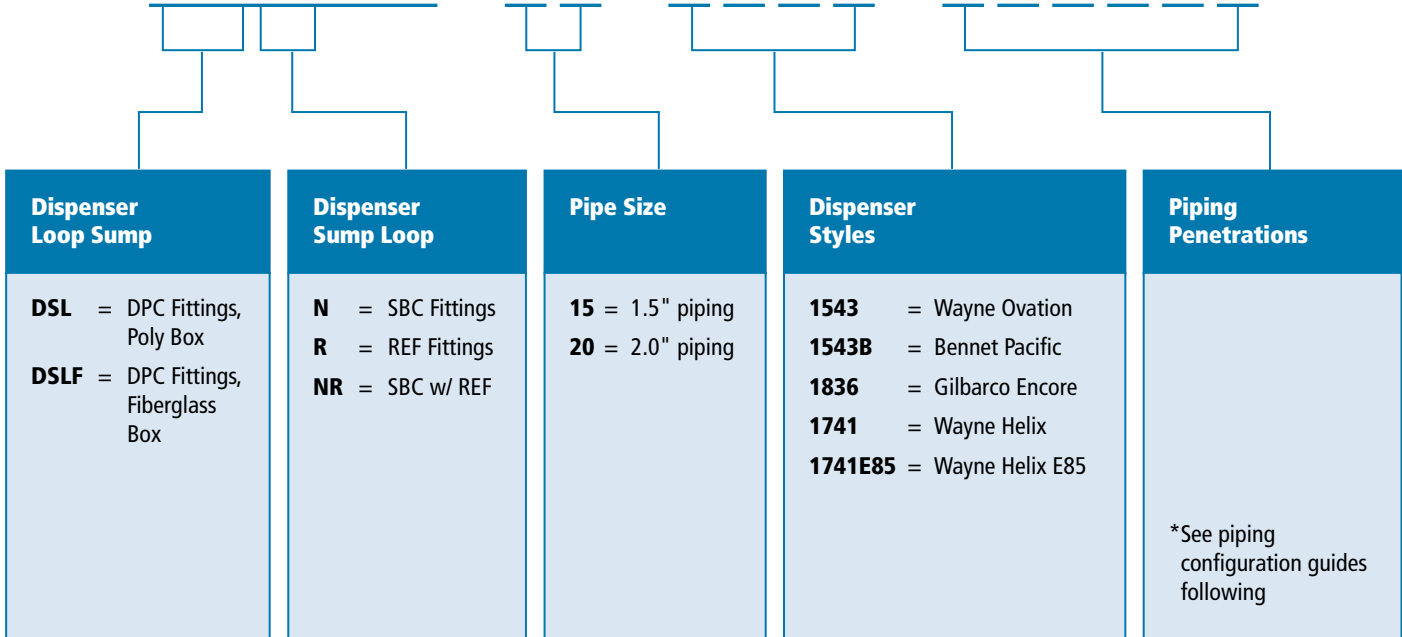 Dispenser
Loop Sump
DSL = DPC Fittings,
Poly Box
DSLF = DPC Fittings,
Fiberglass
Box
Dispenser
Sump Loop
N = SBC Fittings
R = REF Fittings
NR = SBC w/ REF
Pipe Size
15 = 1.5" piping
20 = 2.0" piping
Dispenser
Styles
1543 = Wayne Ovation
1543B = Bennet Pacific
1836 = Gilbarco Encore
1741 = Wayne Helix
1741E85 = Wayne Helix E85
Piping
Penetrations
*See piping
configuration guides
following